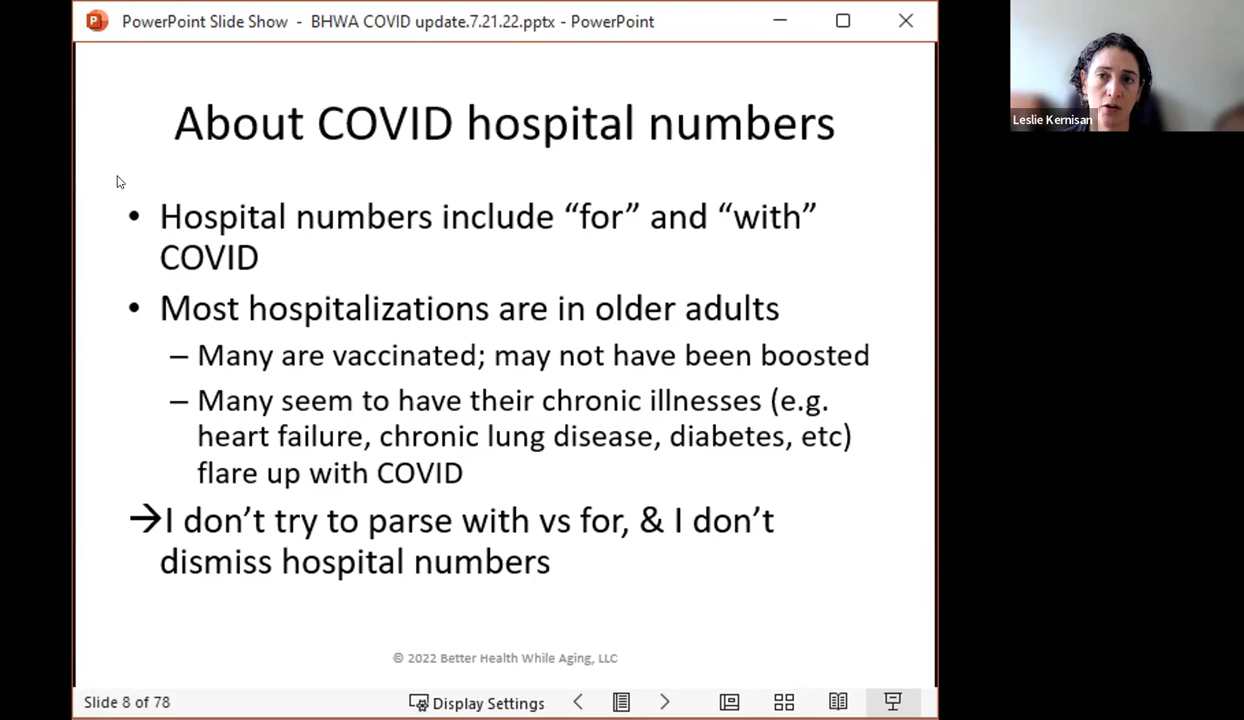 PowerPoint Slide Show - BHWA COVID update.7.21.22.pptx - PowerPoint
Leslie Kernisan
About COVID hospital numbers
• Hospital numbers include “for” and “with”
COVID
• Most hospitalizations are in older adults
– Many are vaccinated; may not have been boosted
– Many seem to have their chronic illnesses (e.g.
heart failure, chronic lung disease, diabetes, etc)
flare up with COVID
→I don’t try to parse with vs for, & I don’t
dismiss hospital numbers
© 2022 Better Health While Aging, LLC
Slide 8 of 78
Display Settings